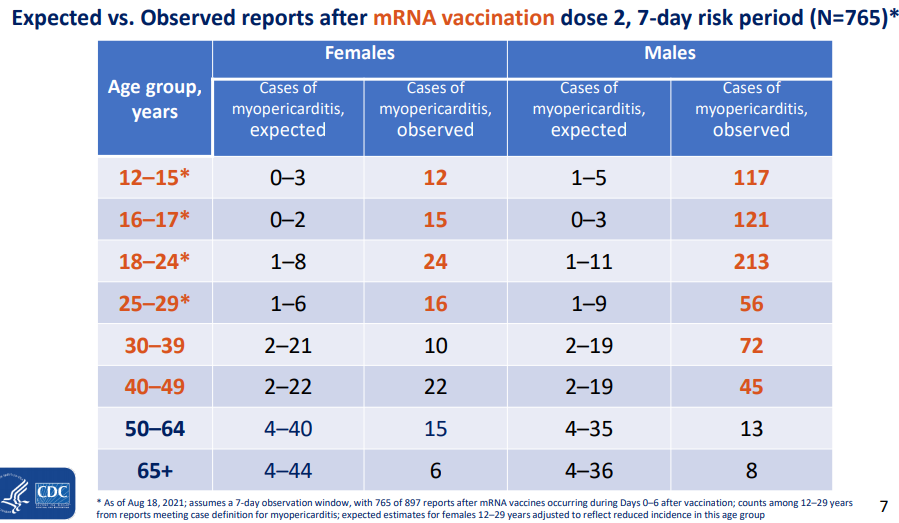 Expected vs. Observed reports after mRNA vaccination dose 2, 7-day risk period (N=765)*
Age group, years
Females
Males
Cases of myopericarditis, expected
Cases of myopericarditis, observed
Cases of myopericarditis, expected
Cases of myopericarditis, observed
12–15* 0–3 12 1–5 117
16–17* 0–2 15 0–3 121
18–24* 1–8 24 1–11 213
25–29* 1–6 16 1–9 56
30–39 2–21 10 2–19 72
40–49 2–22 22 2–19 45
50–64 4–40 15 4–35 13
65+ 4–44 6 4–36 8
CDC
* As of Aug 18, 2021; assumes a 7-day observation window, with 765 of 897 reports after mRNA vaccines occurring during Days 0–6 after vaccination; counts among 12–29 years
from reports meeting case definition for myopericarditis; expected estimates for females 12–29 years adjusted to reflect reduced incidence in this age group
7